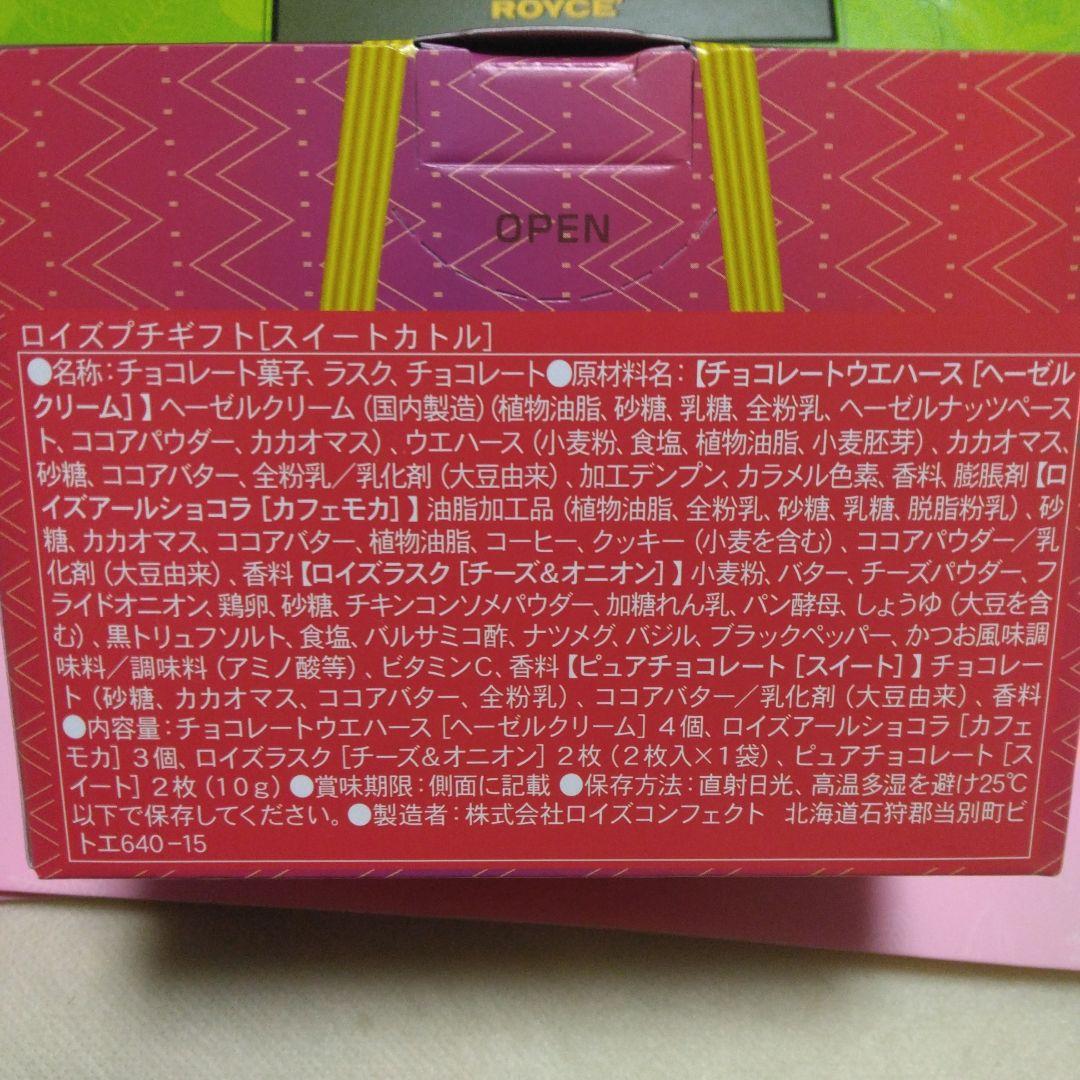 ROYCE'
OPEN
ロイズプチギフト[スイートカトル]
●名称:チョコレート菓子、ラスク、チョコレート●原材料名:【チョコレートウエハース[ヘーゼル
クリーム]】ヘーゼルクリーム(国内製造)(植物油脂、砂糖、乳糖、全粉乳、ヘーゼルナッツペース
ト、ココアパウダー、カカオマス)、ウエハース(小麦粉、食塩、植物油脂、小麦胚芽)、カカオマス、
砂糖、ココアバター、全粉乳/乳化剤(大豆由来)、加工デンプン、カラメル色素、香料、膨脹剤【ロ
イズアールショコラ[カフェモカ]】油脂加工品(植物油脂、全粉乳、砂糖、乳糖、脱脂粉乳)、砂
糖、カカオマス、ココアバター、植物油脂、コーヒー、クッキー(小麦を含む)、ココアパウダー/乳
化剤(大豆由来)、香料【ロイズラスク[チーズ&オニオン]】小麦粉、バター、チーズパウダー、フ
ライドオニオン、鶏卵、砂糖、チキンコンソメパウダー、加糖れん乳、パン酵母、しょうゆ(大豆を含
む)、黒トリュフソルト、食塩、バルサミコ酢、ナツメグ、バジル、ブラックペッパー、かつお風味調
味料/調味料(アミノ酸等)、ビタミンC、香料【ピュアチョコレート[スイート]】チョコレー
ト(砂糖、カカオマス、ココアバター、全粉乳)、ココアバター/乳化剤(大豆由来)、香料
●内容量:チョコレートウエハース[ヘーゼルクリーム]4個、ロイズアールショコラ[カフェ
モカ]3個、ロイズラスク[チーズ&オニオン]2枚(2枚入×1袋)、ピュアチョコレート[ス
イート]2枚(10g)●賞味期限:側面に記載●保存方法:直射日光、高温多湿を避け25℃
以下で保存してください。●製造者:株式会社ロイズコンフェクト 北海道石狩郡当別町ビ
トエ640-15